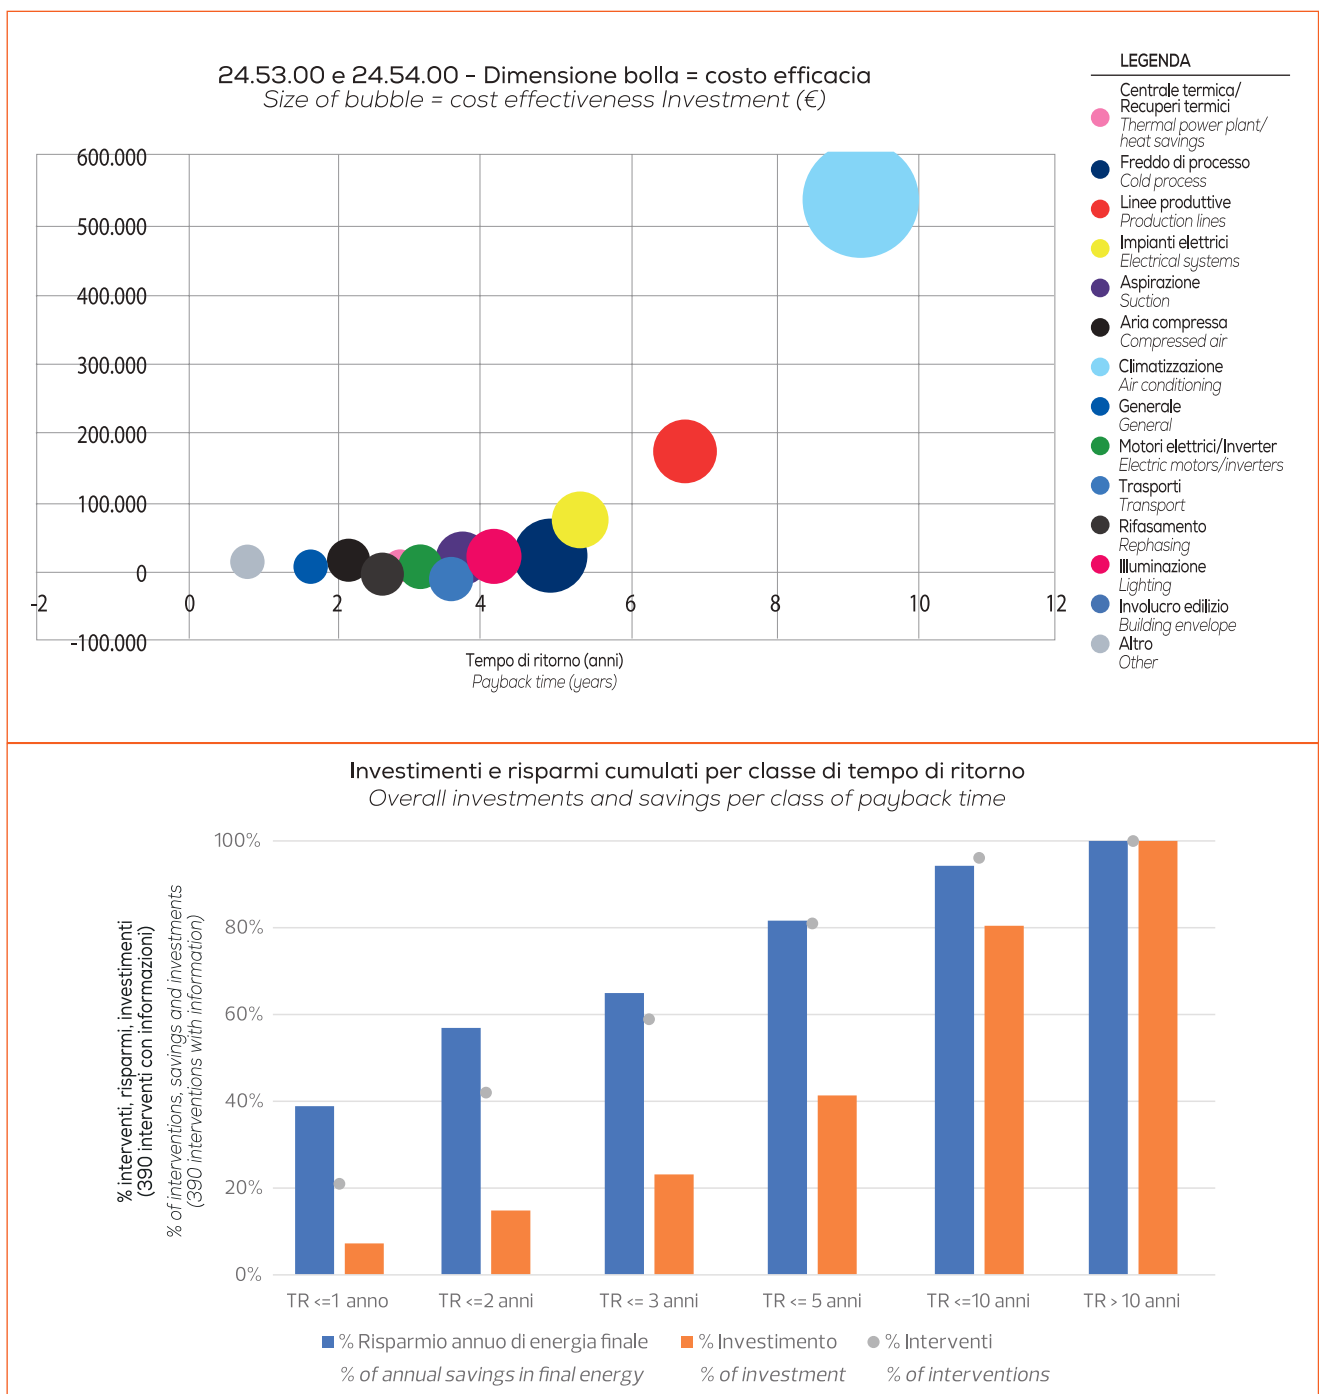 24.53.00 e 24.54.00 - Dimensione bolla = costo efficacia
Size of bubble = cost effectiveness Investment (€)
600.000
500.000
400.000
300.000
200.000
100.000
0
-2
0
2
4
6
8
10
12
-100.000
Tempo di ritorno (anni)
Payback time (years)
LEGENDA
Centrale termica/
Recuperi termici
Thermal power plant/
heat savings
Freddo di processo
Cold process
Linee produttive
Production lines
Impianti elettrici
Electrical systems
Aspirazione
Suction
Aria compressa
Compressed air
Climatizzazione
Air conditioning
Generale
General
Motori elettrici/Inverter
Electric motors/inverters
Trasporti
Transport
Rifasamento
Rephasing
Illuminazione
Lighting
Involucro edilizio
Building envelope
Altro
Other
Investimenti e risparmi cumulati per classe di tempo di ritorno
Overall investments and savings per class of payback time
% interventi, risparmi, investimenti
(390 interventi con informazioni)
% of interventions, savings and investments
(390 interventions with information)
100%
80%
60%
40%
20%
0%
TR <=1 anno
TR <=2 anni
TR <= 3 anni
TR <= 5 anni
TR <=10 anni
TR > 10 anni
% Risparmio annuo di energia finale
% of annual savings in final energy
% Investimento
% of investment
% Interventi
% of interventions